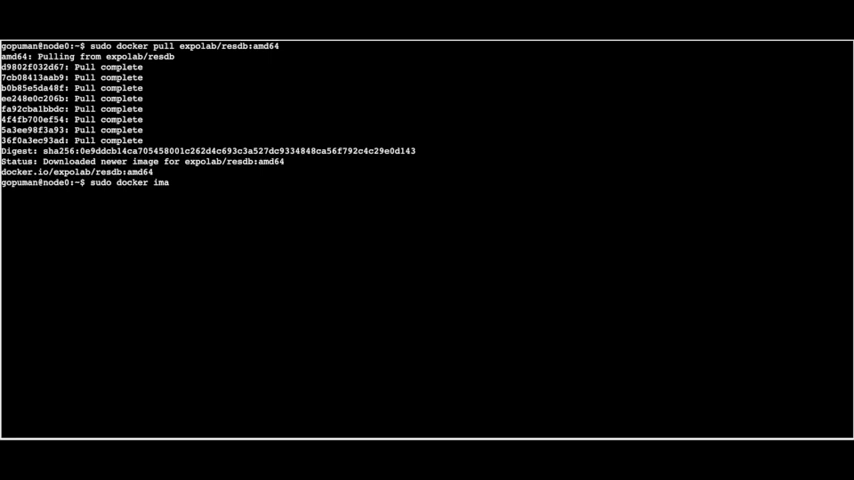 gopuman@node0:~$ sudo docker pull expolab/resdb:amd64
amd64: Pulling from expolab/resdb
d9802f032d67: Pull complete
7cb08413aab9: Pull complete
b0b85e5da48f: Pull complete
ee248e0c206b: Pull complete
fa92cba1bbdc: Pull complete
4f4fb700ef54: Pull complete
5a3ee98f3a93: Pull complete
36f0a3ec93ad: Pull complete
Digest: sha256:0e9ddcb14ca705458001c262d4c693c3a527dc9334848ca56f792c4c29e0d143
Status: Downloaded newer image for expolab/resdb:amd64
docker.io/expolab/resdb:amd64
gopuman@node0:~$ sudo docker ima